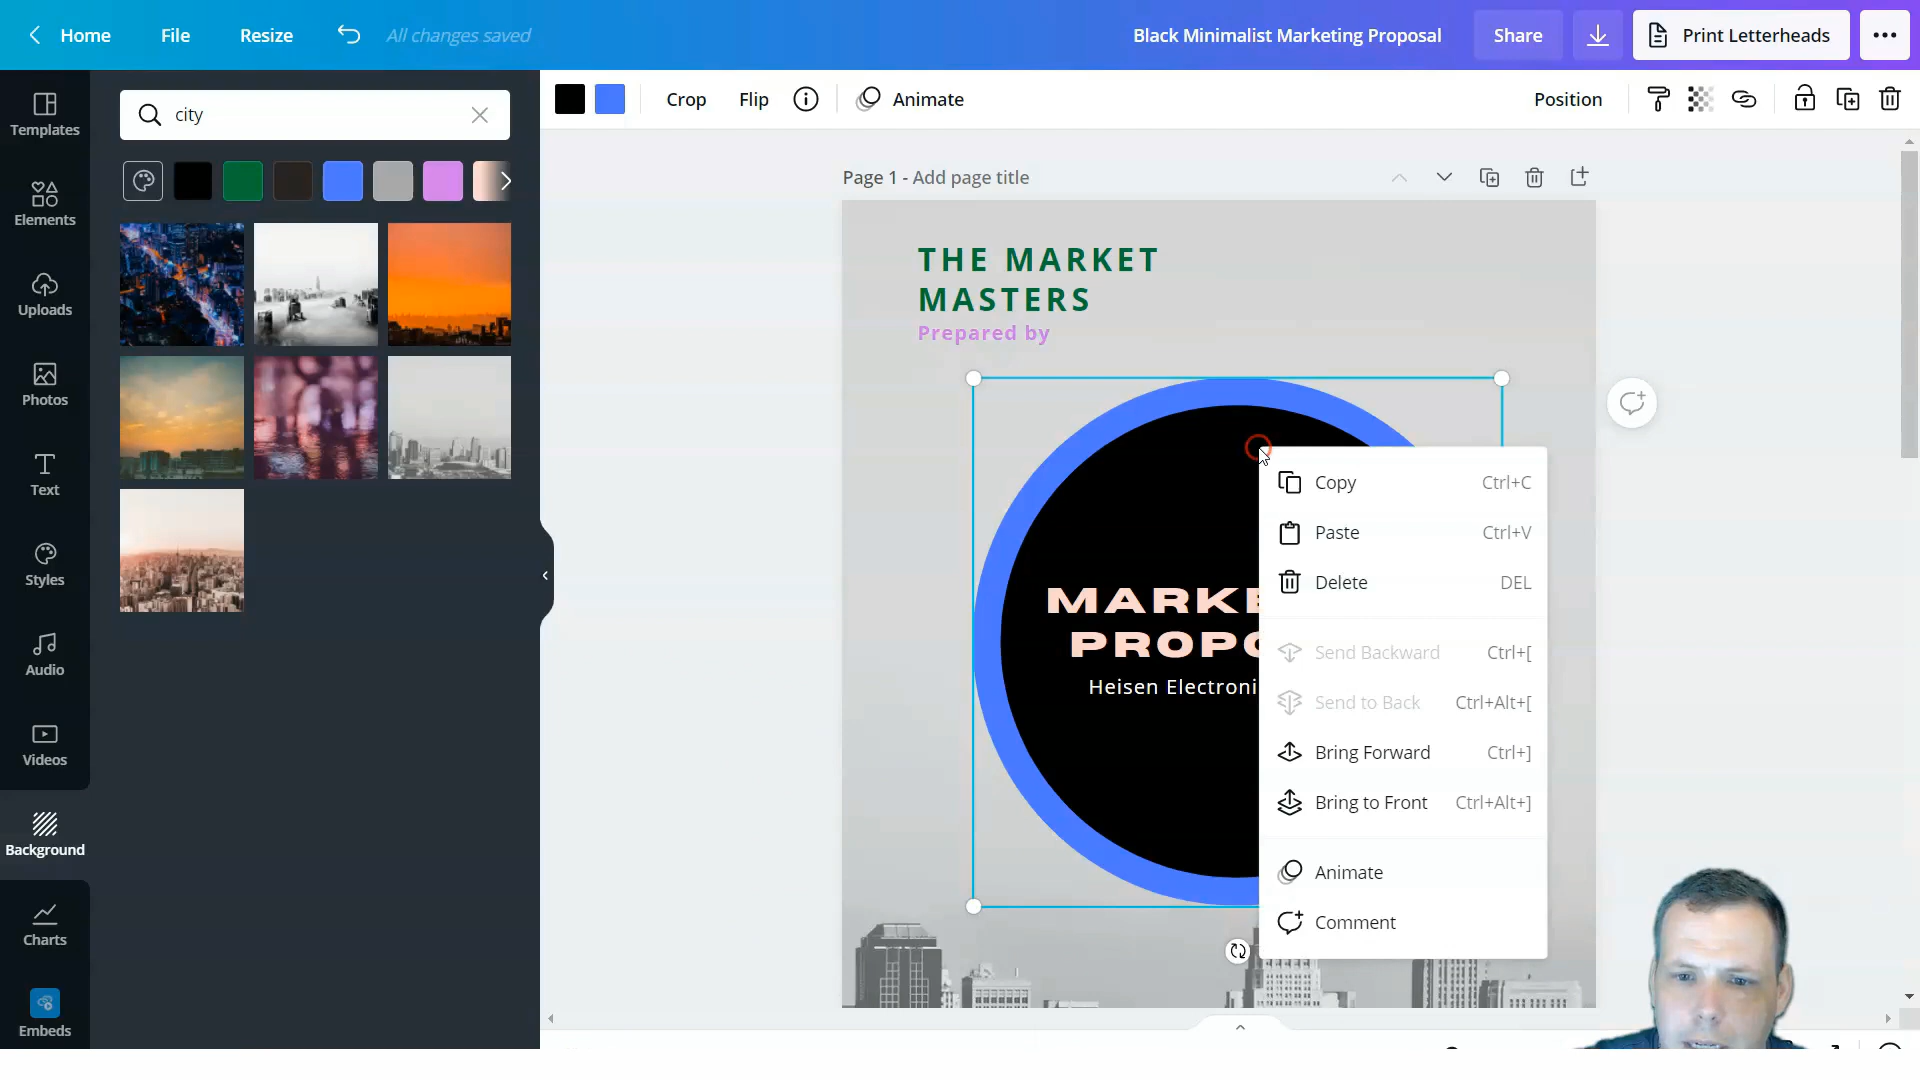 Home File Resize All changes saved Black Minimalist Marketing Proposal Share Print Letterheads
Templates
Elements
Uploads
Photos
Text
Styles
Audio
Videos
Background
Charts
Embeds
city
Crop Flip Animate Position
Page 1 - Add page title
THE MARKET
MASTERS
Prepared by
MARKE
PROPO
Heisen Electroni
Copy Ctrl+C
Paste Ctrl+V
Delete DEL
Send Backward Ctrl+[
Send to Back Ctrl+Alt+[
Bring Forward Ctrl+]
Bring to Front Ctrl+Alt+]
Animate
Comment